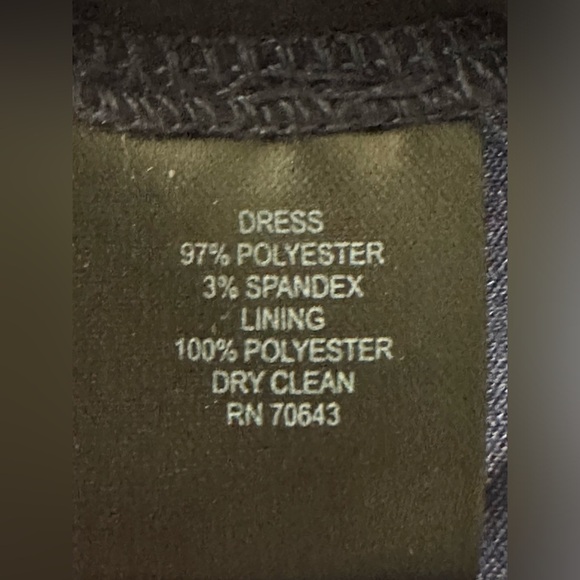 DRESS
97% POLYESTER
3% SPANDEX
LINING
100% POLYESTER
DRY CLEAN
RN 70643